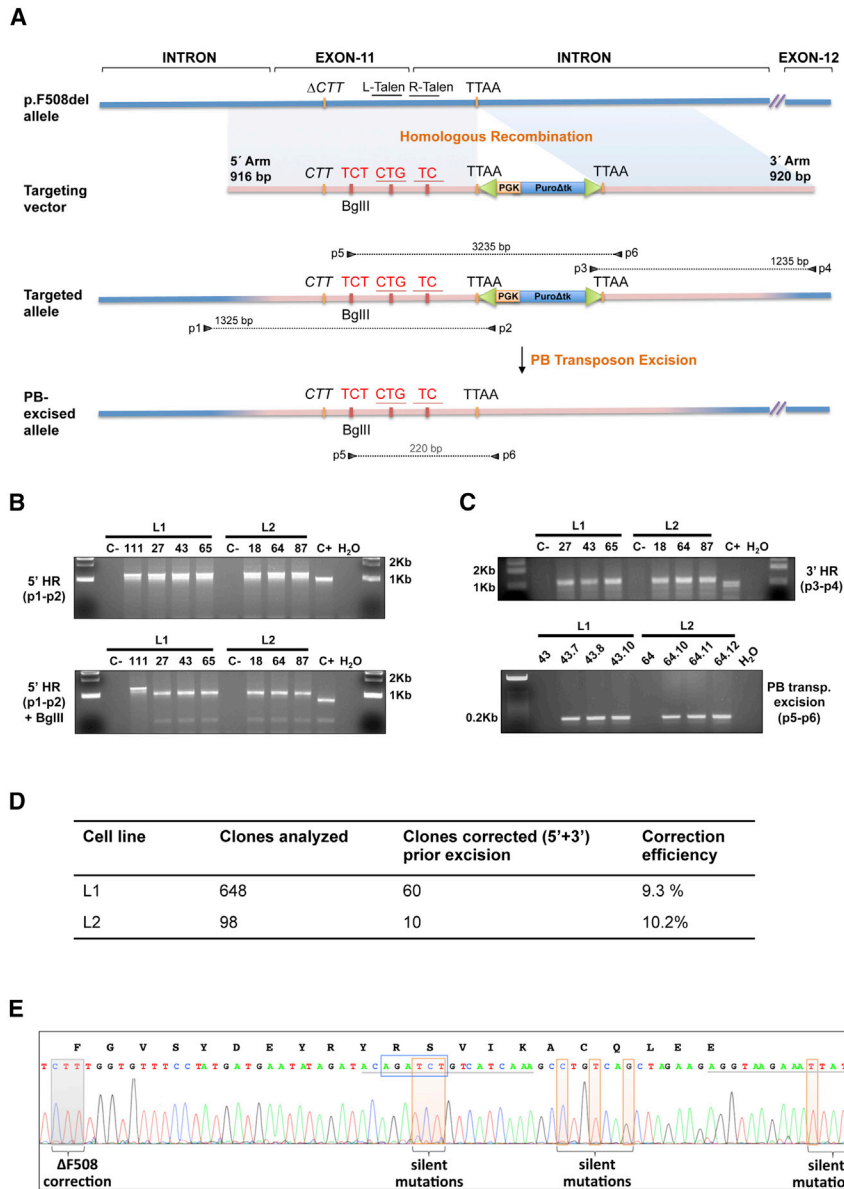 A
INTRON EXON-11 INTRON EXON-12
p.F508del allele
ΔCTT L-Talen R-Talen TTAA
Homologous Recombination
5´ Arm 916 bp
3´ Arm 920 bp
Targeting vector
CTT TCT CTG TC TTAA PGK PuroΔtk TTAA
BglII
p5 3235 bp p6
p3 1235 bp p4
Targeted allele
CTT TCT CTG TC TTAA PGK PuroΔtk TTAA
BglII
p1 1325 bp p2
PB Transposon Excision
PB-excised allele
CTT TCT CTG TC TTAA
BglII
p5 220 bp p6
B
L1 L2
C- 111 27 43 65 C- 18 64 87 C+ H2O
5' HR (p1-p2)
2Kb
1Kb
L1 L2
C- 111 27 43 65 C- 18 64 87 C+ H2O
5' HR (p1-p2) + BglII
2Kb
1Kb
C
L1 L2
C- 27 43 65 C- 18 64 87 C+ H2O
2Kb
1Kb
3' HR (p3-p4)
L1 L2
43 43.7 43.8 43.10 64 64.10 64.11 64.12 H2O
0.2Kb
PB transp. excision (p5-p6)
D
Cell line Clones analyzed Clones corrected (5'+3') prior excision Correction efficiency
L1 648 60 9.3 %
L2 98 10 10.2%
E
F G V S Y D E Y R Y R S V I K A C Q L E E
T CTT TGGTGTTTCCTATGATGAATATAGATACAGATCTGTCATCAAAGCCTGTCAGCTAGAAGAGGTAAGAAATTAT
ΔF508 correction
silent mutations
silent mutations
silent mutations